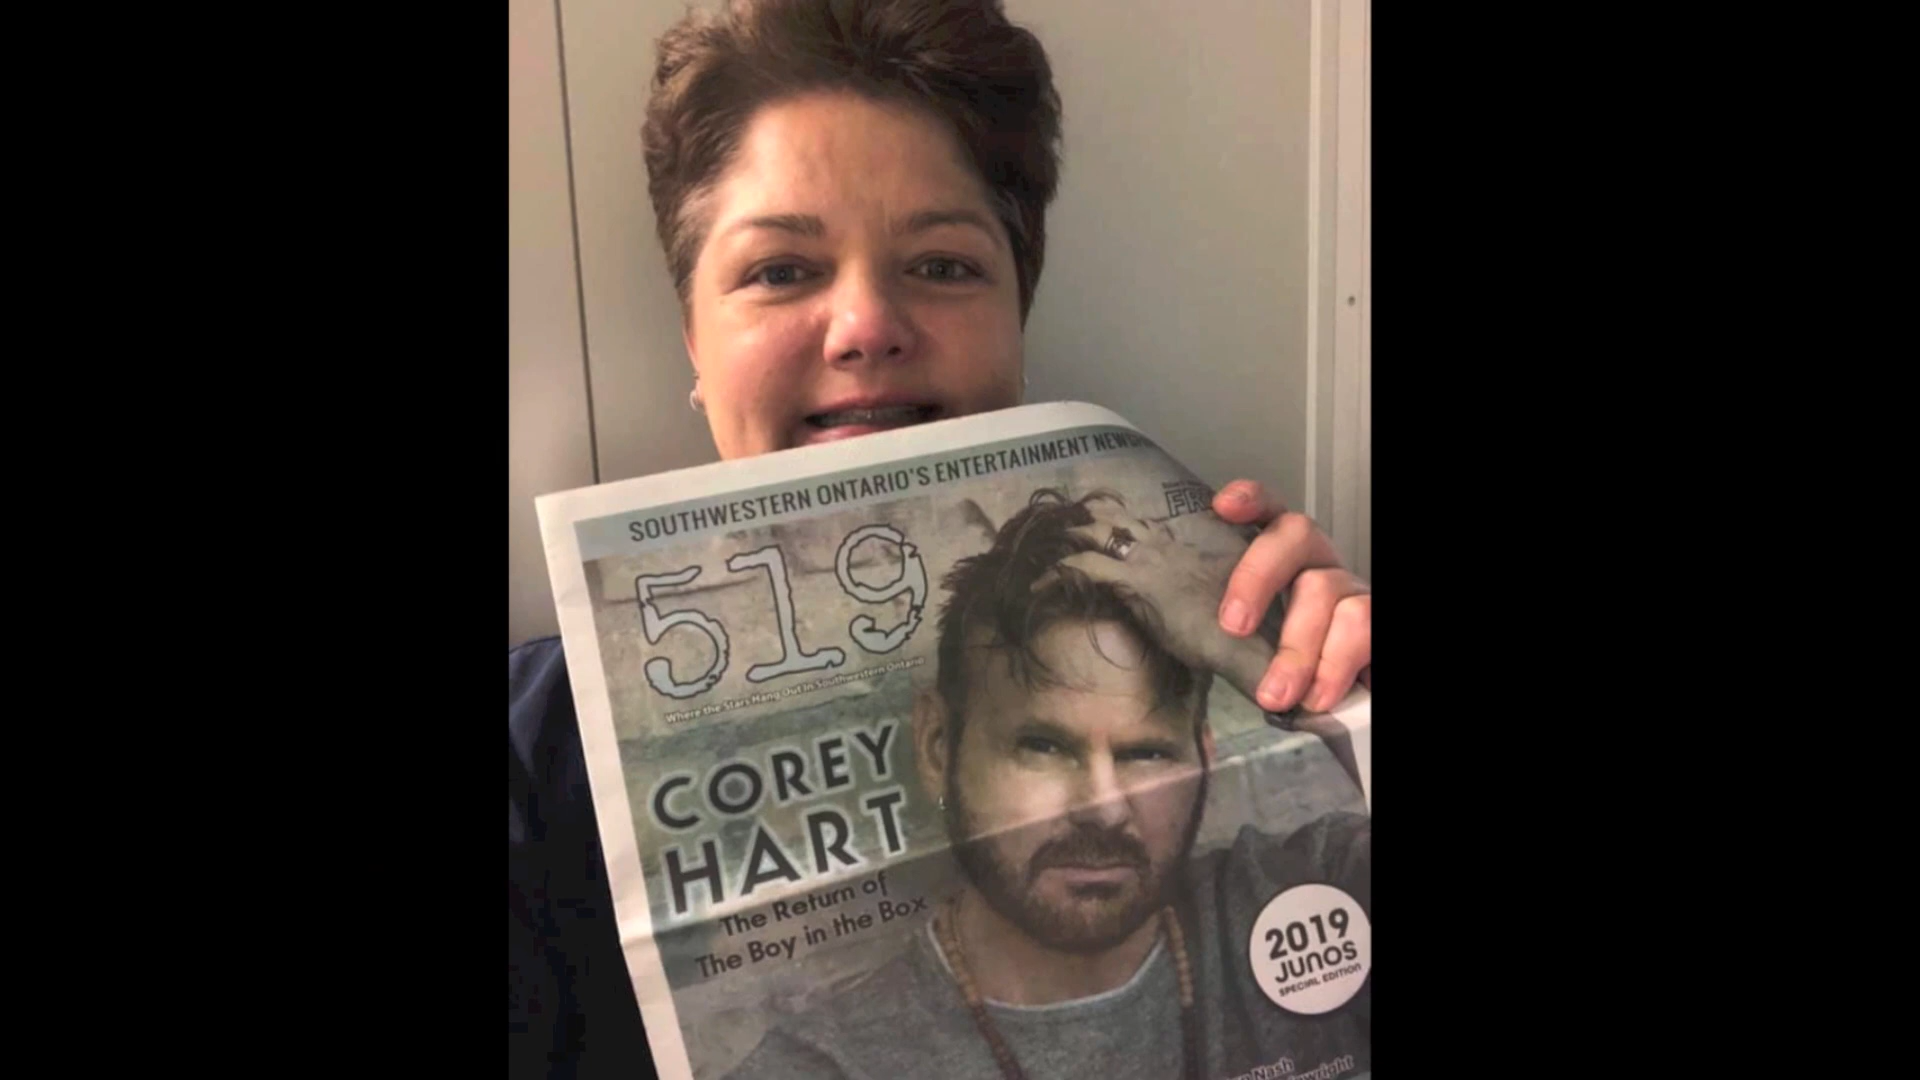 SOUTHWESTERN ONTARIO'S ENTERTAINMENT
519
Where the Stars Hang Out in Southwestern Ontario
COREY
HART
The Return of
The Boy in the Box
2019
JUNOS
SPECIAL EDITION
Nash